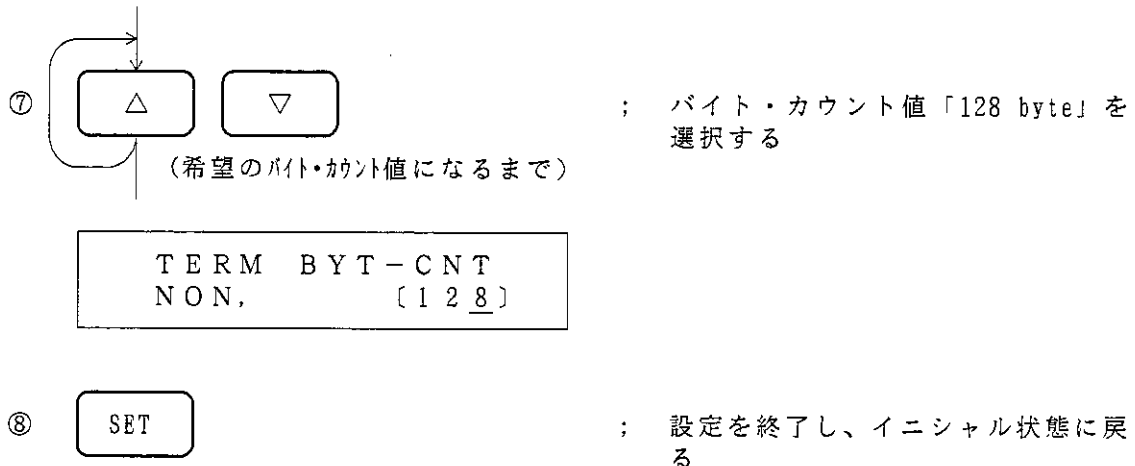 ⑦ △ ▽ ; バイト・カウント値「128 byte」を
選択する
(希望のバイト・カウント値になるまで)
TERM BYT-CNT
NON, 〔128〕
⑧ SET ; 設定を終了し、イニシャル状態に戻
る